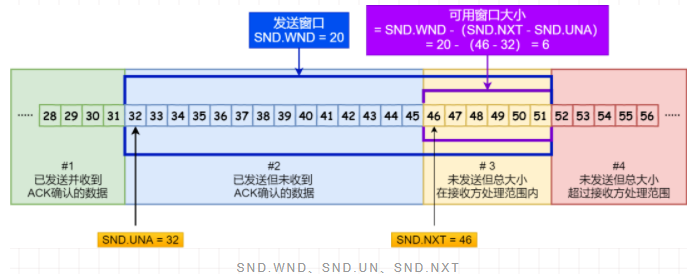 发送窗口
SND.WND = 20
可用窗口大小
= SND.WND -（SND.NXT - SND.UNA）
= 20 -（46 - 32）= 6
····· 28 29 30 31 32 33 34 35 36 37 38 39 40 41 42 43 44 45 46 47 48 49 50 51 52 53 54 55 56 ·····
#1
已发送并收到
ACK确认的数据
#2
已发送但未收到
ACK确认的数据
# 3
未发送但总大小
在接收方处理范围内
#4
未发送但总大小
超过接收方处理范围
SND.UNA = 32
SND.NXT = 46
SND.WND、SND.UN、SND.NXT